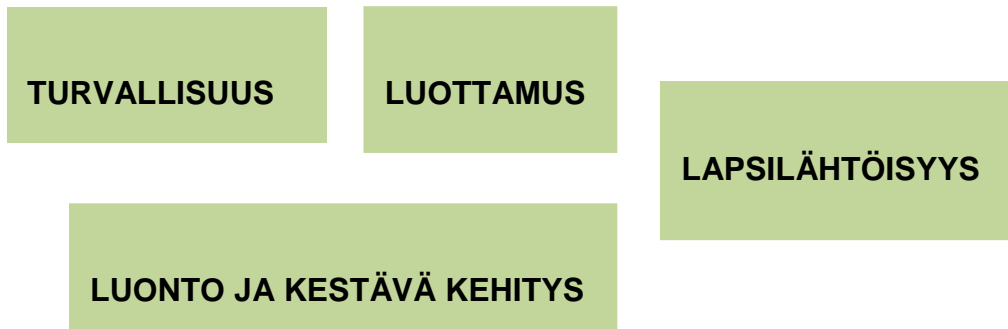 TURVALLISUUS
LUOTTAMUS
LAPSILÄHTÖISYYS
LUONTO JA KESTÄVÄ KEHITYS